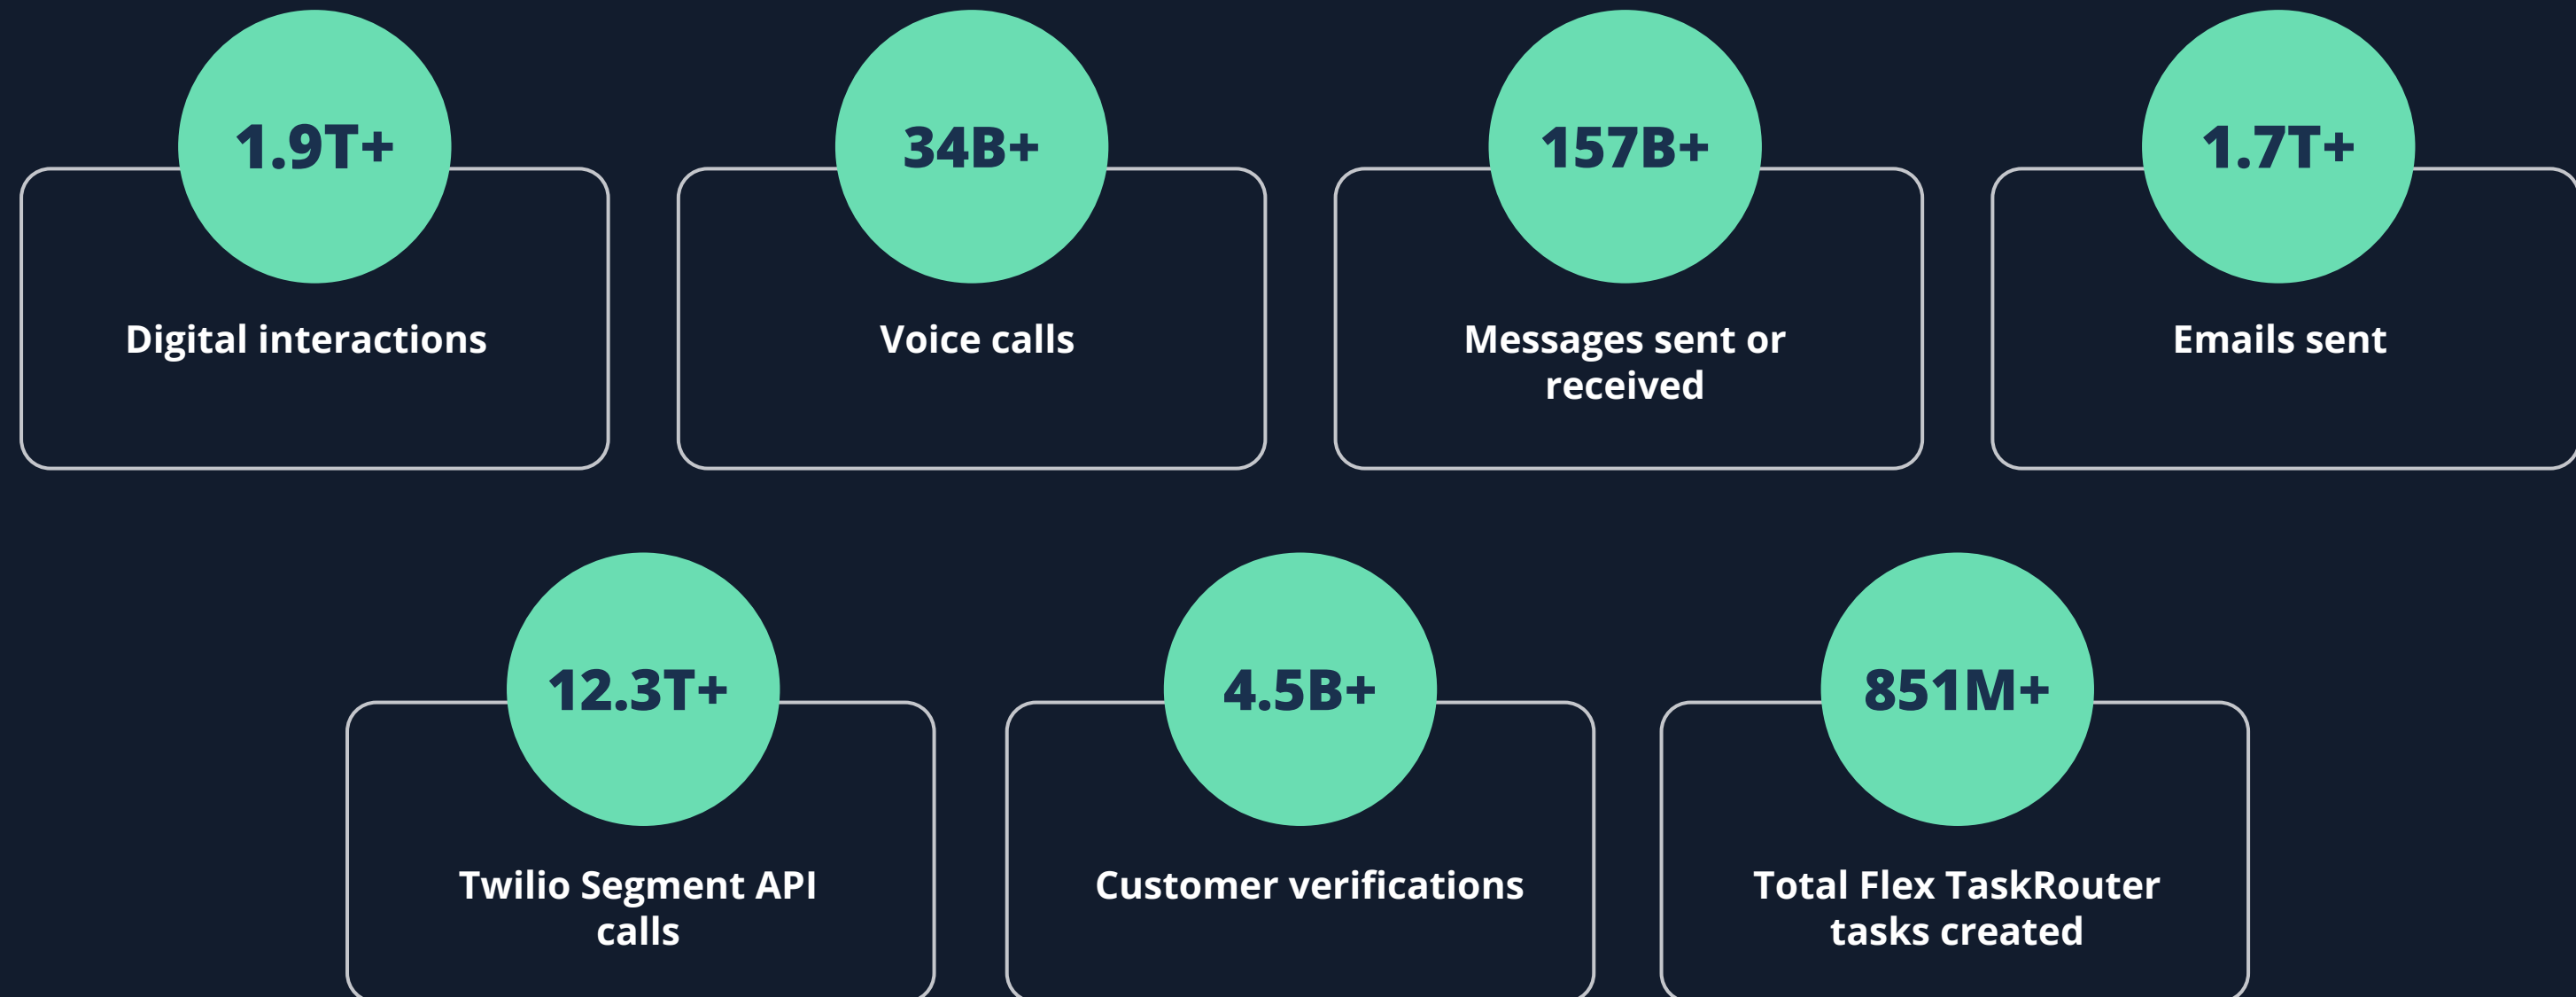 1.9T+
Digital interactions
34B+
Voice calls
157B+
Messages sent or
received
1.7T+
Emails sent
12.3T+
Twilio Segment API
calls
4.5B+
Customer verifications
851M+
Total Flex TaskRouter
tasks created